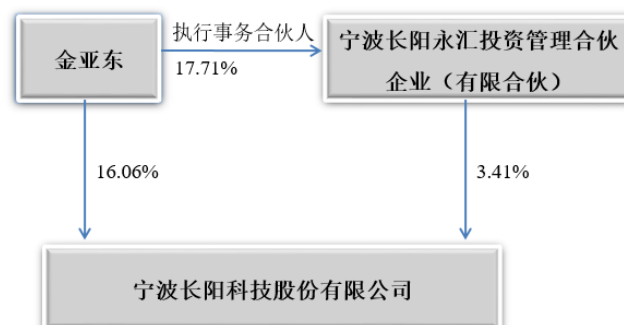 金亚东
执行事务合伙人
17.71%
宁波长阳永汇投资管理合伙
企业（有限合伙）
16.06%
3.41%
宁波长阳科技股份有限公司